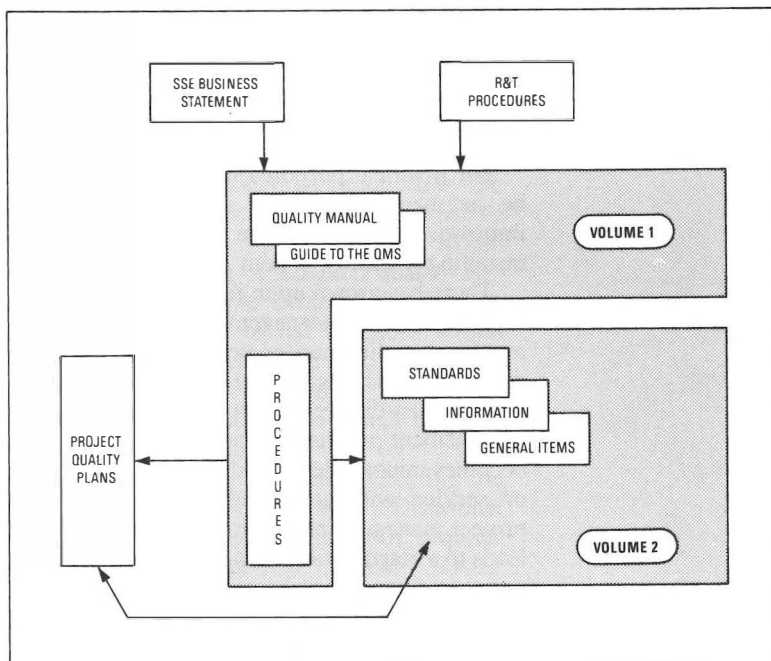 SSE BUSINESS
STATEMENT
R&T
PROCEDURES
QUALITY MANUAL
GUIDE TO THE QMS
VOLUME 1
PROJECT
QUALITY
PLANS
PROCEDURES
STANDARDS
INFORMATION
GENERAL ITEMS
VOLUME 2